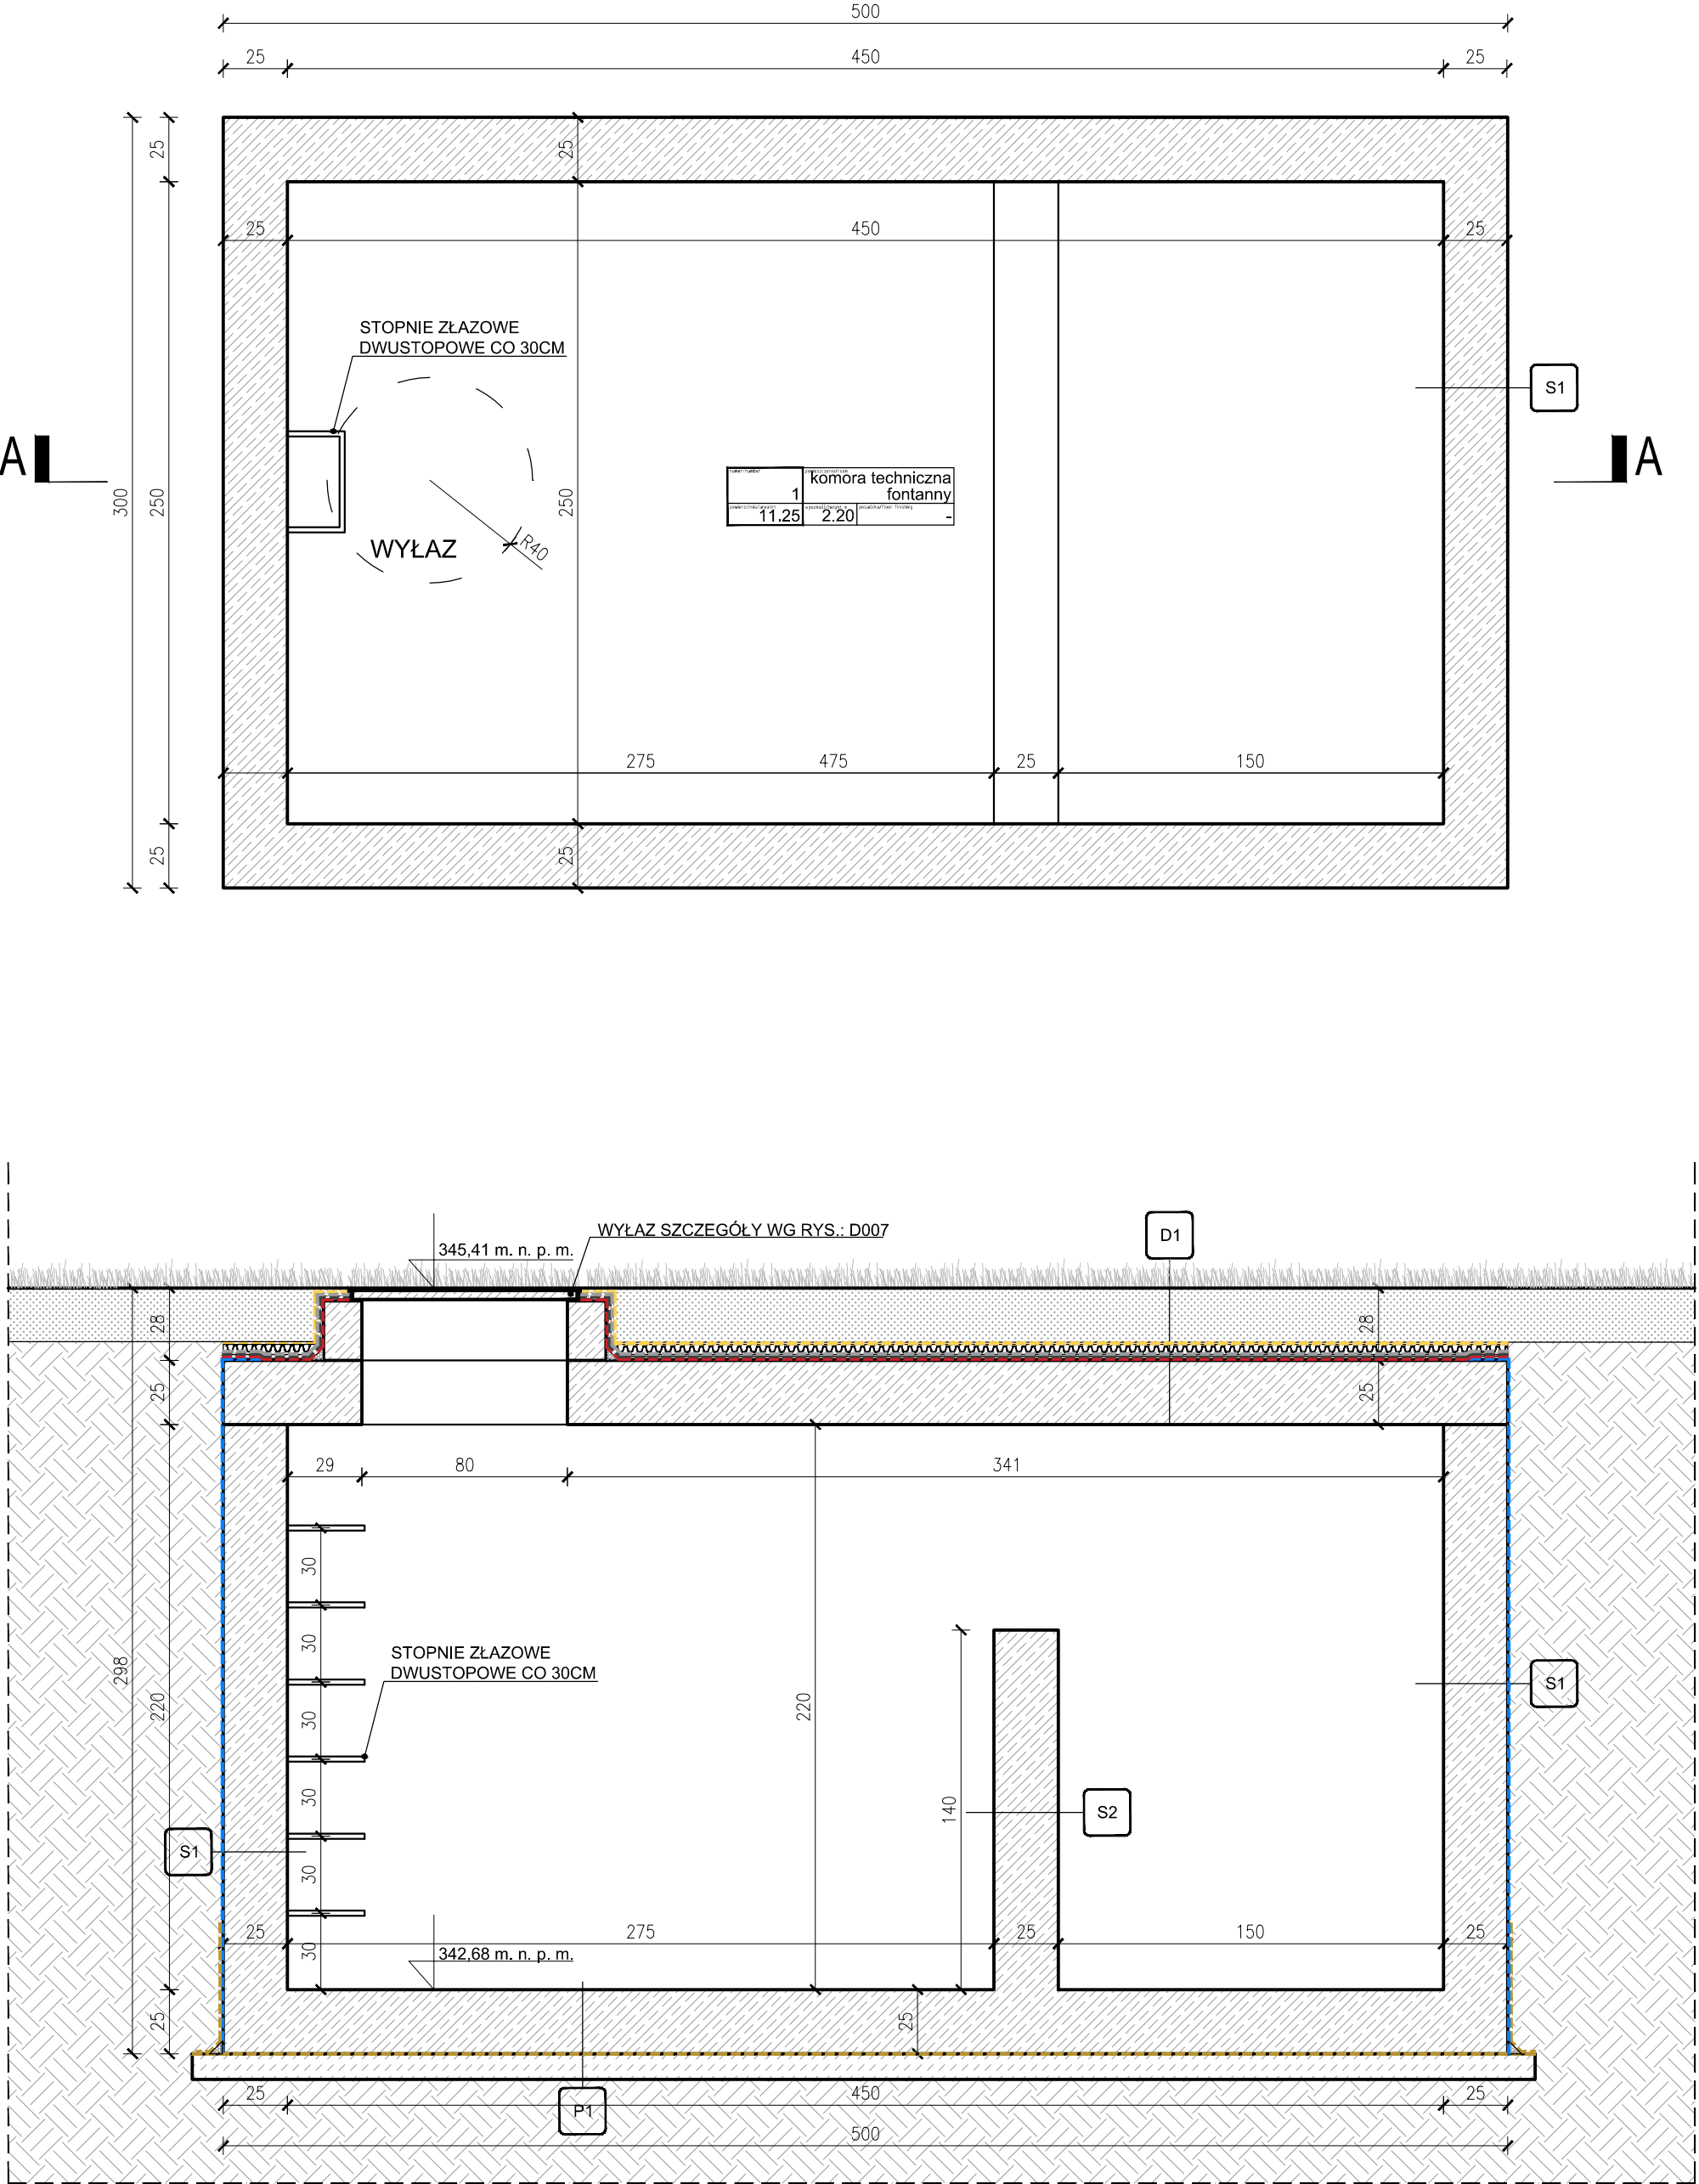 500
25 450 25
25 25
25 450 25
STOPNIE ZŁAZOWE
DWUSTOPOWE CO 30CM
S1
A A
numer/number
1
komora techniczna
fontanny
11.25 2.20 -
300 250 250
R40
WYŁAZ
275 475 25 150
25 25
WYŁAZ SZCZEGÓŁY WG RYS.: D007
D1
345,41 m. n. p. m.
28 28
25 25
29 80 341
30
30
STOPNIE ZŁAZOWE
DWUSTOPOWE CO 30CM
298 220 30 220 S1
140 S2
30
S1
30
25 275 25 150 25
30
342,68 m. n. p. m.
25 25
25 450 25
P1
500